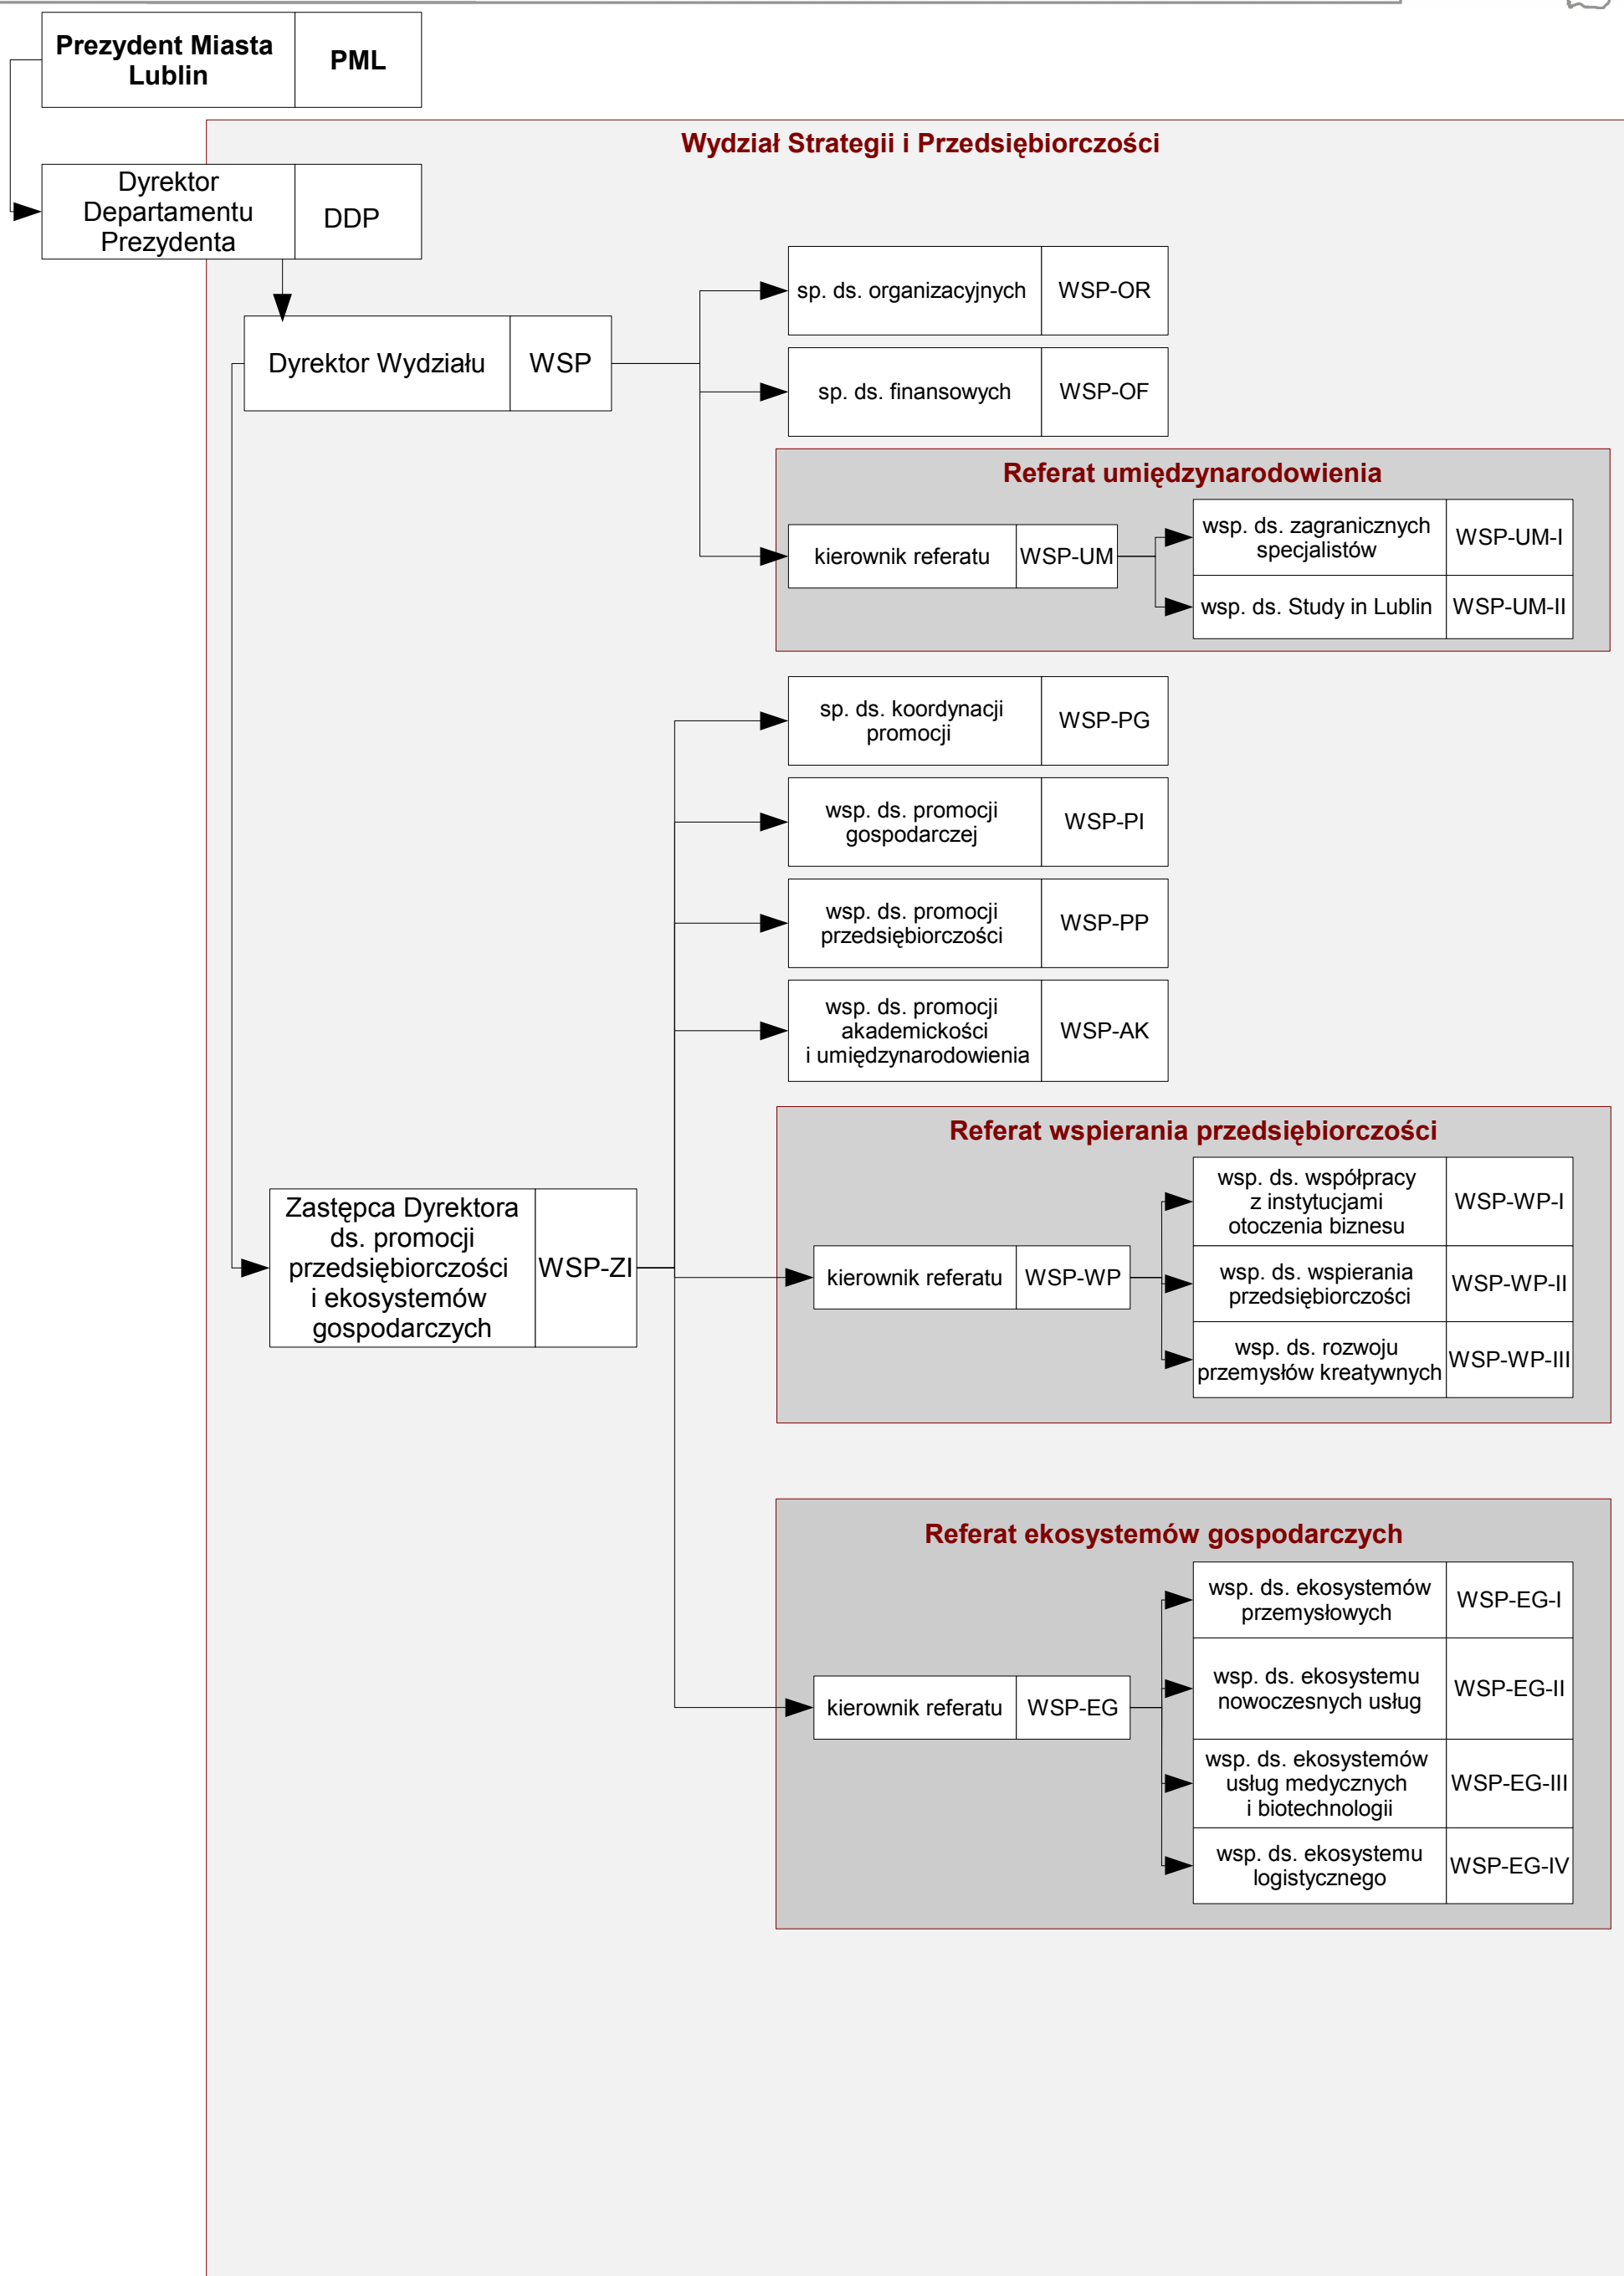 Prezydent Miasta
Lublin
PML
Wydział Strategii i Przedsiębiorczości
Dyrektor
Departamentu
Prezydenta
DDP
sp. ds. organizacyjnych
WSP-OR
Dyrektor Wydziału
WSP
sp. ds. finansowych
WSP-OF
Referat umiędzynarodowienia
kierownik referatu
WSP-UM
wsp. ds. zagranicznych
specjalistów
WSP-UM-I
wsp. ds. Study in Lublin
WSP-UM-II
sp. ds. koordynacji
promocji
WSP-PG
wsp. ds. promocji
gospodarczej
WSP-PI
wsp. ds. promocji
przedsiębiorczości
WSP-PP
wsp. ds. promocji
akademickości
i umiędzynarodowienia
WSP-AK
Zastępca Dyrektora
ds. promocji
przedsiębiorczości
i ekosystemów
gospodarczych
WSP-ZI
Referat wspierania przedsiębiorczości
kierownik referatu
WSP-WP
wsp. ds. współpracy
z instytucjami
otoczenia biznesu
WSP-WP-I
wsp. ds. wspierania
przedsiębiorczości
WSP-WP-II
wsp. ds. rozwoju
przemysłów kreatywnych
WSP-WP-III
Referat ekosystemów gospodarczych
kierownik referatu
WSP-EG
wsp. ds. ekosystemów
przemysłowych
WSP-EG-I
wsp. ds. ekosystemu
nowoczesnych usług
WSP-EG-II
wsp. ds. ekosystemów
usług medycznych
i biotechnologii
WSP-EG-III
wsp. ds. ekosystemu
logistycznego
WSP-EG-IV